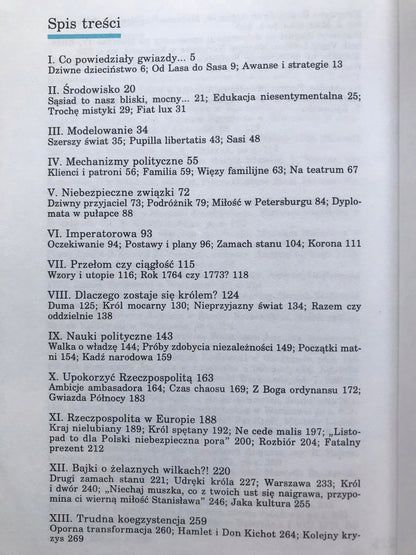 Spis treści
I. Co powiedziały gwiazdy... 5
Dziwne dzieciństwo 6; Od Lasa do Sasa 9; Awanse i strategie 13
II. Środowisko 20
Sąsiad to nasz bliski, mocny... 21; Edukacja niesentymentalna 25;
Trochę mistyki 29; Fiat lux 31
III. Modelowanie 34
Szerszy świat 35; Pupilla libertatis 43; Sasi 48
IV. Mechanizmy polityczne 55
Klienci i patroni 56; Familia 59; Więzy familijne 63; Na teatrum 67
V. Niebezpieczne związki 72
Dziwny przyjaciel 73; Podróżnik 79; Miłość w Petersburgu 84; Dyplo-
mata w pułapce 88
VI. Imperatorowa 93
Oczekiwanie 94; Postawy i plany 96; Zamach stanu 104; Korona 111
VII. Przełom czy ciągłość 115
Wzory i utopie 116; Rok 1764 czy 1773? 118
VIII. Dlaczego zostaje się królem? 124
Duma 125; Król mocarny 130; Nieprzyjazny świat 134; Razem czy
oddzielnie 138
IX. Nauki polityczne 143
Walka o władzę 144; Próby zdobycia niezależności 149; Początki mat-
ni 154; Kadź narodowa 159
X. Upokorzyć Rzeczpospolitą 163
Ambicje ambasadora 164; Czas chaosu 169; Z Boga ordynansu 172;
Gwiazda Północy 183
XI. Rzeczpospolita w Europie 188
Kraj nielubiany 189; Król spętany 192; Ne cede malis 197; „Listo-
pad to dla Polski niebezpieczna pora" 200; Rozbiór 204; Fatalny
prezent 212
XII. Bajki o żelaznych wilkach?! 220
Drugi zamach stanu 221; Udręki króla 227; Warszawa 233; Król
i dwór 240; „Niechaj muszka, co z twoich ust się naigrawa, przypo-
mina ci wierną miłość Stanisława" 246; Jaka kultura 255
XIII. Trudna koegzystencja 259
Oporna transformacja 260; Hamlet i Don Kichot 264; Kolejny kry-
zys 269